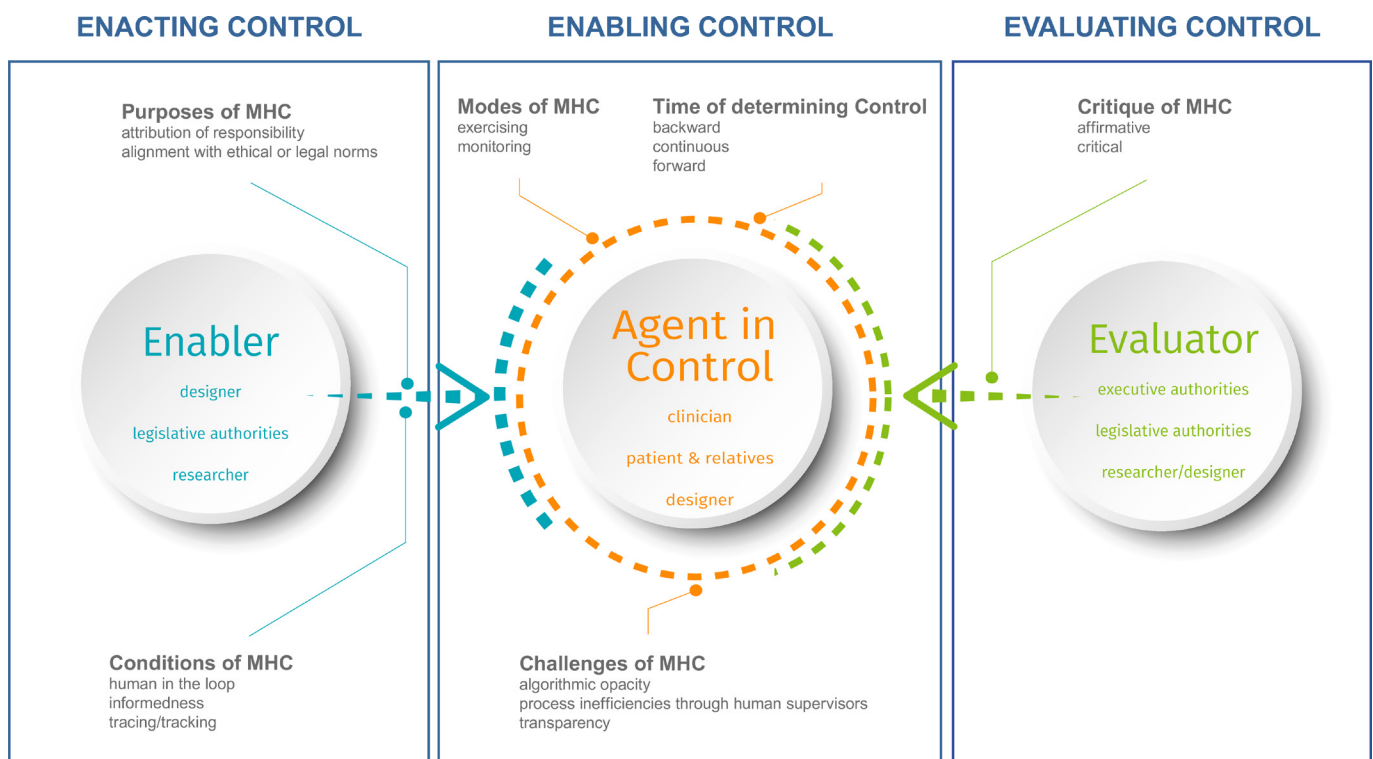 ENACTING CONTROL
Purposes of MHC
attribution of responsibility
alignment with ethical or legal norms
Enabler
designer
legislative authorities
researcher
Conditions of MHC
human in the loop
informedness
tracing/tracking
ENABLING CONTROL
Modes of MHC
exercising
monitoring
Time of determining Control
backward
continuous
forward
Agent in
Control
clinician
patient & relatives
designer
Challenges of MHC
algorithmic opacity
process inefficiencies through human supervisors
transparency
EVALUATING CONTROL
Critique of MHC
affirmative
critical
Evaluator
executive authorities
legislative authorities
researcher/designer